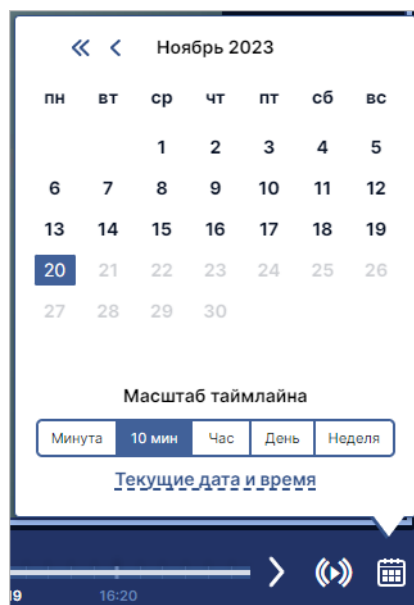 « < Ноябрь 2023
пн вт ср чт пт сб вс
1 2 3 4 5
6 7 8 9 10 11 12
13 14 15 16 17 18 19
20 21 22 23 24 25 26
27 28 29 30
Масштаб таймлайна
Минута 10 мин Час День Неделя
Текущие дата и время
19 16:20